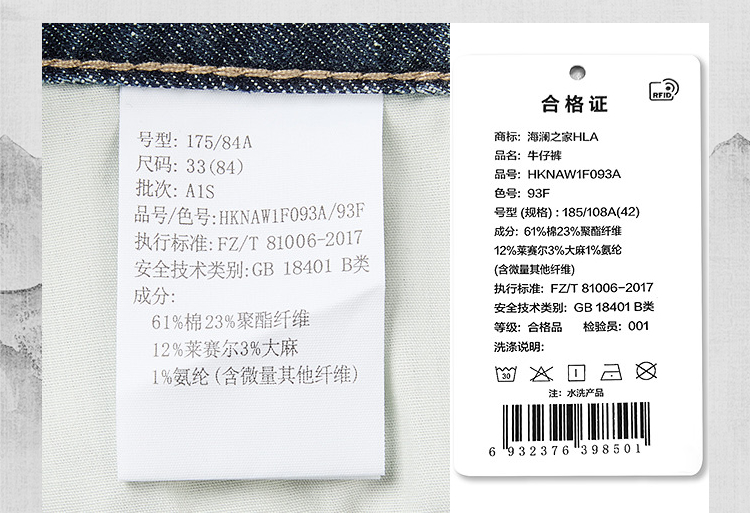 号型: 175/84A
尺码: 33(84)
批次: A1S
品号/色号: HKNAW1F093A/93F
执行标准: FZ/T 81006-2017
安全技术类别: GB 18401 B类
成分:
61%棉23%聚酯纤维
12%莱赛尔3%大麻
1%氨纶(含微量其他纤维)
RFID
合格证
商标: 海澜之家HLA
品名: 牛仔裤
品号: HKNAW1F093A
色号: 93F
号型 (规格) : 185/108A(42)
成分: 61%棉23%聚酯纤维
12%莱赛尔3%大麻1%氨纶
(含微量其他纤维)
执行标准: FZ/T 81006-2017
安全技术类别: GB 18401 B类
等级: 合格品 检验员: 001
洗涤说明:
30
注: 水洗产品
6 932376 398501